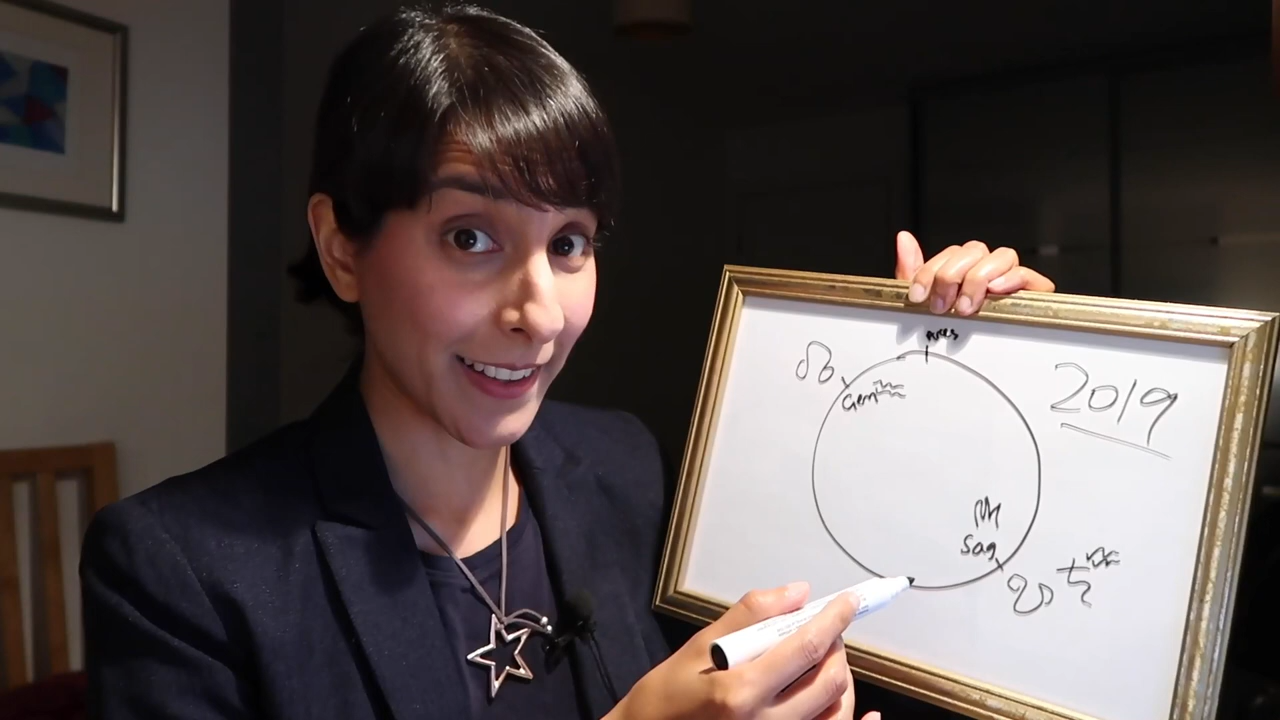 Aries
2019
☊
Gem
Sag
☋ ♄